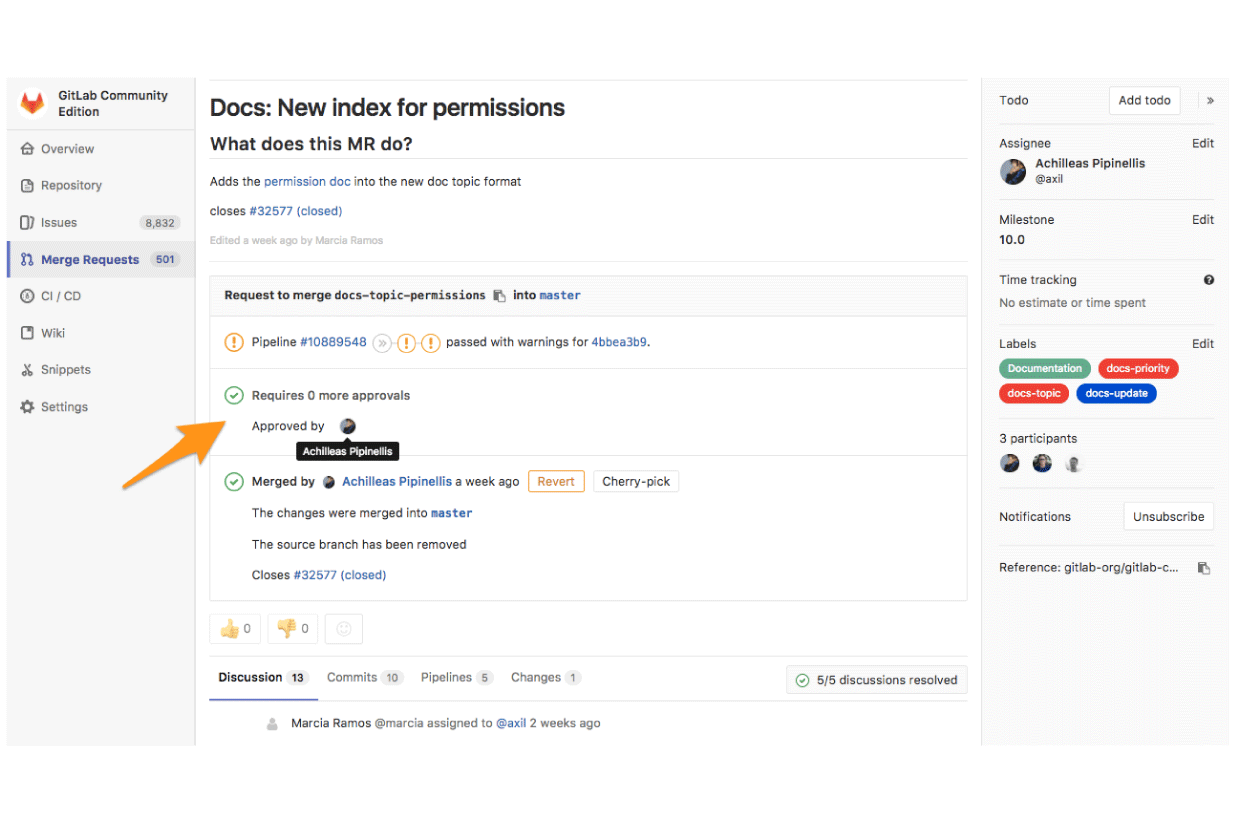 GitLab Community
Edition
Overview
Repository
Issues 8,832
Merge Requests 501
CI / CD
Wiki
Snippets
Settings
Docs: New index for permissions
What does this MR do?
Adds the permission doc into the new doc topic format
closes #32577 (closed)
Edited a week ago by Marcia Ramos
Request to merge docs-topic-permissions into master
Pipeline #10889548 passed with warnings for 4bbea3b9.
Requires 0 more approvals
Approved by
Achilleas Pipinellis
Merged by Achilleas Pipinellis a week ago Revert Cherry-pick
The changes were merged into master
The source branch has been removed
Closes #32577 (closed)
0 0
Discussion 13 Commits 10 Pipelines 5 Changes 1 5/5 discussions resolved
Marcia Ramos @marcia assigned to @axil 2 weeks ago
Todo Add todo »
Assignee Edit
Achilleas Pipinellis
@axil
Milestone Edit
10.0
Time tracking
No estimate or time spent
Labels Edit
Documentation docs-priority
docs-topic docs-update
3 participants
Notifications Unsubscribe
Reference: gitlab-org/gitlab-c...